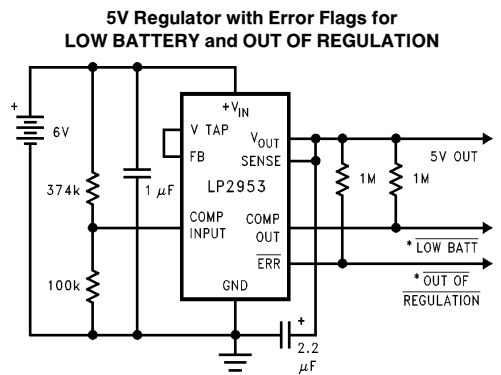 5V Regulator with Error Flags for
LOW BATTERY and OUT OF REGULATION
+VIN
+
6V
V TAP
FB
VOUT
SENSE
5V OUT
374k
1 μF
LP2953
1M
1M
COMP
INPUT
COMP
OUT
* LOW BATT
ERR
100k
GND
* OUT OF
REGULATION
+
2.2
μF